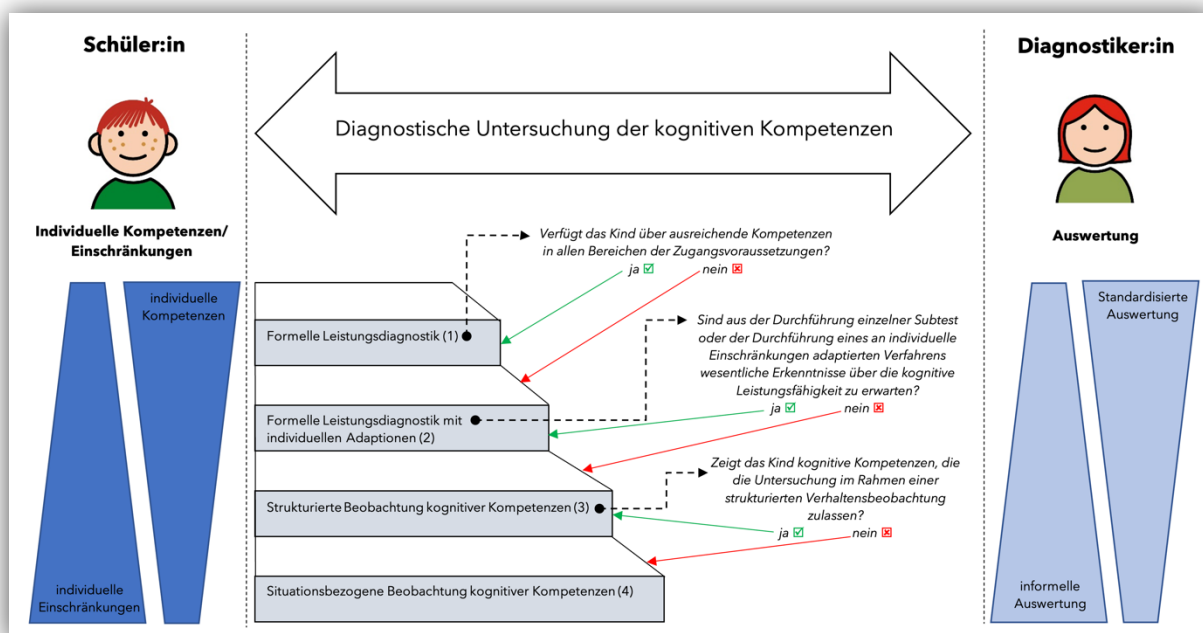 Schüler:in
Diagnostiker:in
Diagnostische Untersuchung der kognitiven Kompetenzen
Individuelle Kompetenzen/
Einschränkungen
Auswertung
Verfügt das Kind über ausreichende Kompetenzen
in allen Bereichen der Zugangsvoraussetzungen?
ja ☑ nein ☒
individuelle
Kompetenzen
Standardisierte
Auswertung
Formelle Leistungsdiagnostik (1)
Sind aus der Durchführung einzelner Subtest
oder der Durchführung eines an individuelle
Einschränkungen adaptierten Verfahrens
wesentliche Erkenntnisse über die kognitive
Leistungsfähigkeit zu erwarten?
ja ☑ nein ☒
Formelle Leistungsdiagnostik mit
individuellen Adaptionen (2)
Zeigt das Kind kognitive Kompetenzen, die
die Untersuchung im Rahmen einer
strukturierten Verhaltensbeobachtung
zulassen?
ja ☑ nein ☒
Strukturierte Beobachtung kognitiver Kompetenzen (3)
individuelle
Einschränkungen
Situationsbezogene Beobachtung kognitiver Kompetenzen (4)
informelle
Auswertung